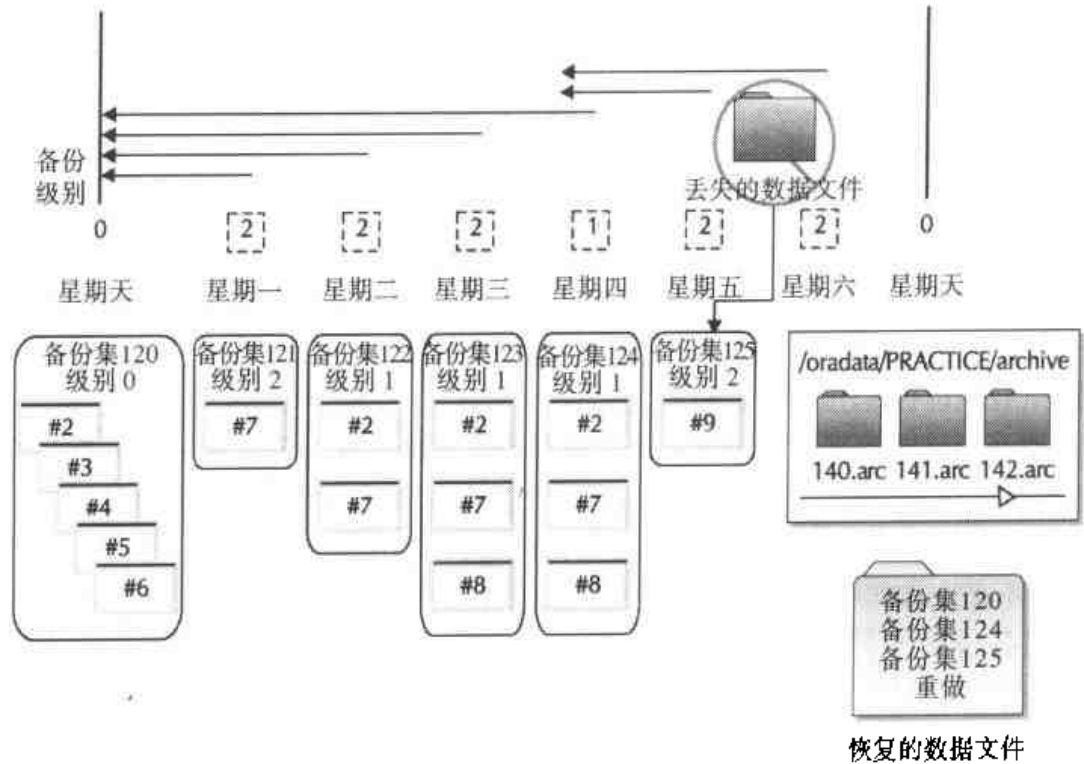 备份
级别
丢失的数据文件
0
2
2
2
1
2
2
0
星期天
星期一
星期二
星期三
星期四
星期五
星期六
星期天
备份集120
级别 0
#2
#3
#4
#5
#6
备份集121
级别 2
#7
备份集122
级别 1
#2
#7
备份集123
级别 1
#2
#7
#8
备份集124
级别 1
#2
#7
#8
备份集125
级别 2
#9
/oradata/PRACTICE/archive
140.arc 141.arc 142.arc
备份集120
备份集124
备份集125
重做
恢复的数据文件